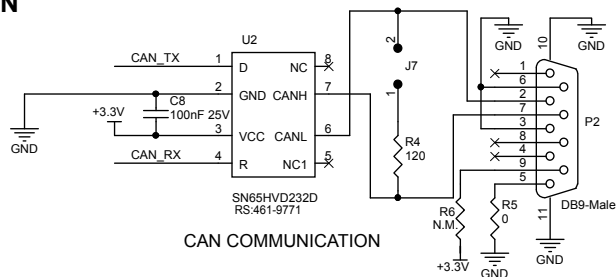 N
U2
CAN_TX
1
D
NC
8
2
GND
CANH
7
+3.3V
C8
100nF 25V
3
VCC
CANL
6
GND
CAN_RX
4
R
NC1
5
SN65HVD232D
RS:461-9771
CAN COMMUNICATION
2
J7
1
R4
120
GND
10
GND
1
6
2
7
3
8
4
9
5
P2
DB9-Male
R6
N.M.
R5
0
11
+3.3V
GND
GND